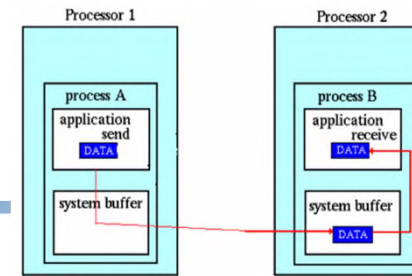 Processor 1
process A
application
send
DATA
system buffer
Processor 2
process B
application
receive
DATA
system buffer
DATA